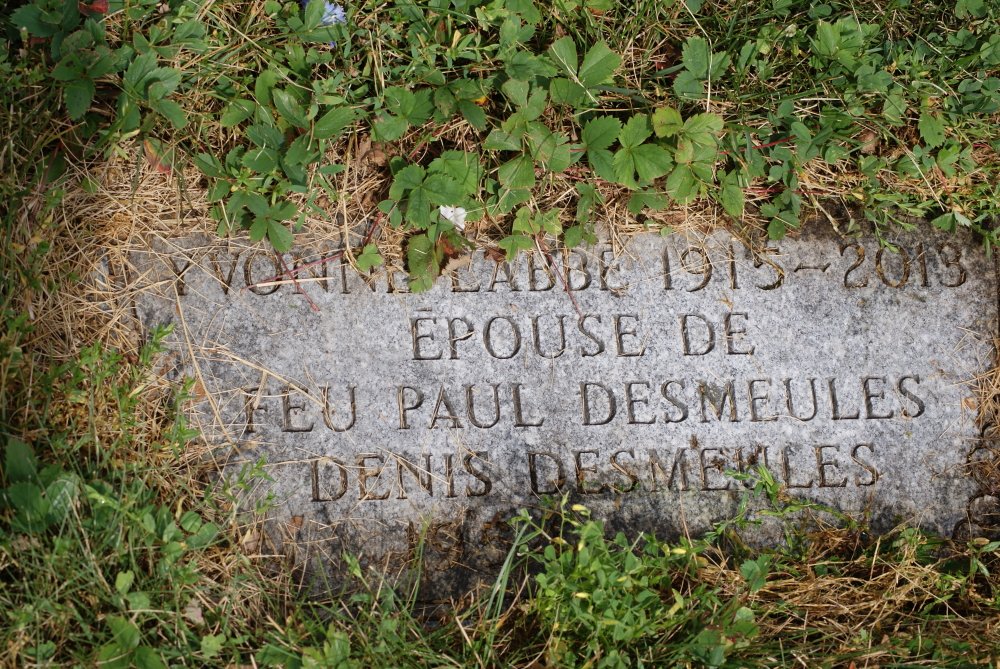 YVONNE LABBÉ 1915-2013
ÉPOUSE DE
FEU PAUL DESMEULES
DENIS DESMEULES